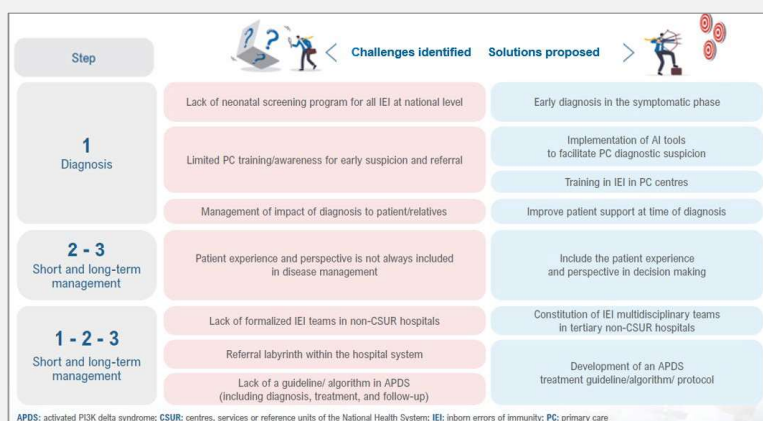 Step
Challenges identified
Solutions proposed
1
Diagnosis
Lack of neonatal screening program for all IEI at national level
Early diagnosis in the symptomatic phase
Limited PC training/awareness for early suspicion and referral
Implementation of AI tools
to facilitate PC diagnostic suspicion
Training in IEI in PC centres
Management of impact of diagnosis to patient/relatives
Improve patient support at time of diagnosis
2 - 3
Short and long-term
management
Patient experience and perspective is not always included
in disease management
Include the patient experience
and perspective in decision making
1 - 2 - 3
Short and long-term
management
Lack of formalized IEI teams in non-CSUR hospitals
Constitution of IEI multidisciplinary teams
in tertiary non-CSUR hospitals
Referral labyrinth within the hospital system
Lack of a guideline/ algorithm in APDS
(including diagnosis, treatment, and follow-up)
Development of an APDS
treatment guideline/algorithm/ protocol
APDS: activated PI3K delta syndrome; CSUR: centres, services or reference units of the National Health System; IEI: inborn errors of immunity; PC: primary care